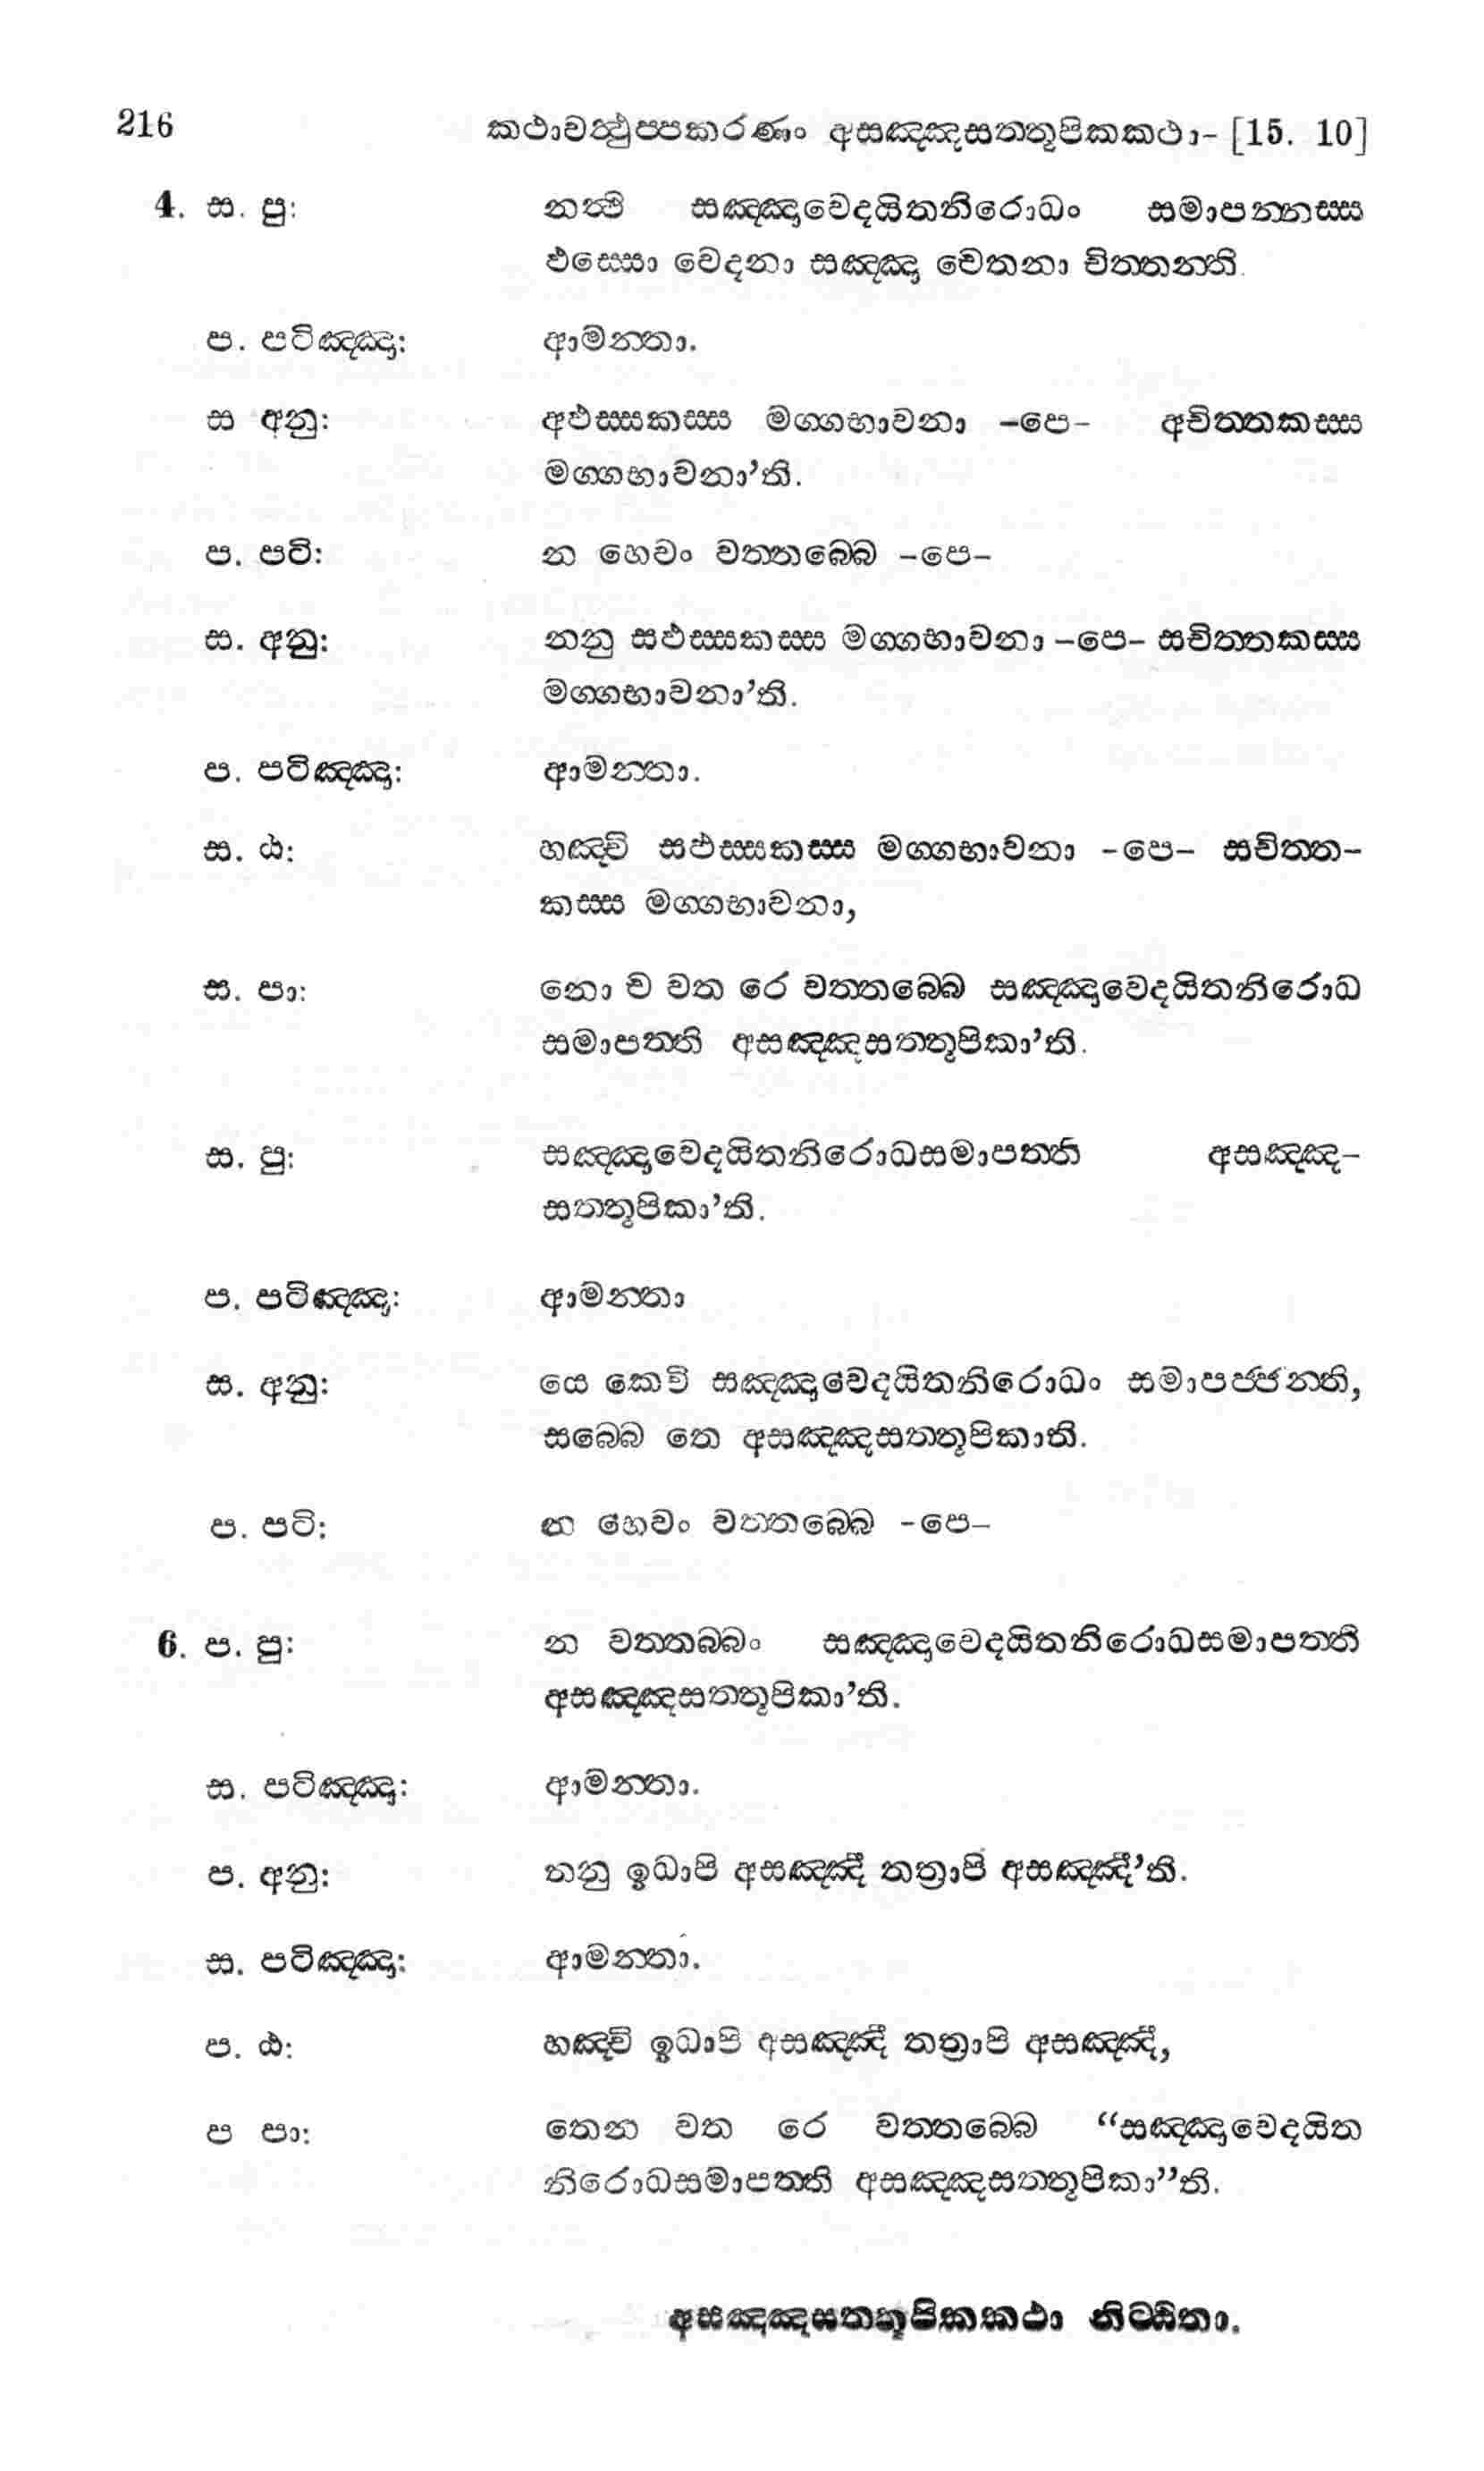 216 කථාවත්ථුප්පකරණං අසඤ්ඤසත්තූපිකකථා- [15. 10]
4. ස. පු: නත්ථි සඤ්ඤාවෙදයිතනිරොධං සමාපන්නස්ස
ඵස්සො වෙදනා සඤ්ඤා චෙතනා චිත්තන්ති.
ප. පටිඤ්ඤා: ආමන්තා.
ස අනු: අඵස්සකස්ස මග්ගභාවනා -පෙ- අචිත්තකස්ස
මග්ගභාවනා’ති.
ප. පටි: න හෙවං වත්තබ්බෙ -පෙ-
ස. අනු: නනු සඵස්සකස්ස මග්ගභාවනා -පෙ- සචිත්තකස්ස
මග්ගභාවනා’ති.
ප. පටිඤ්ඤා: ආමන්තා.
ස. ඨ: හඤ්චි සඵස්සකස්ස මග්ගභාවනා -පෙ- සචිත්ත-
කස්ස මග්ගභාවනා,
ස. පා: නො ච වත රෙ වත්තබ්බෙ සඤ්ඤාවෙදයිතනිරොධ
සමාපත්ති අසඤ්ඤසත්තූපිකා’ති.
ස. පු: සඤ්ඤාවෙදයිතනිරොධසමාපත්ති අසඤ්ඤ-
සත්තූපිකා’ති.
ප. පටිඤ්ඤා: ආමන්තා
ස. අනු: යෙ කෙචි සඤ්ඤාවෙදයිතනිරොධං සමාපජ්ජන්ති,
සබ්බෙ තෙ අසඤ්ඤසත්තූපිකාති.
ප. පටි: න හෙවං වත්තබ්බෙ -පෙ-
6. ප. පු: න වත්තබ්බං සඤ්ඤාවෙදයිතනිරොධසමාපත්ති
අසඤ්ඤසත්තූපිකා’ති.
ස. පටිඤ්ඤා: ආමන්තා.
ප. අනු: නනු ඉධාපි අසඤ්ඤී තත්‍රාපි අසඤ්ඤී’ති.
ස. පටිඤ්ඤා: ආමන්තා.
ප. ඨ: හඤ්චි ඉධාපි අසඤ්ඤී තත්‍රාපි අසඤ්ඤී,
ප පා: තෙන වත රෙ වත්තබ්බෙ “සඤ්ඤාවෙදයිත
නිරොධසමාපත්ති අසඤ්ඤසත්තූපිකා”ති.
අසඤ්ඤසත්තූපිකකථා නිට්ඨිතා.